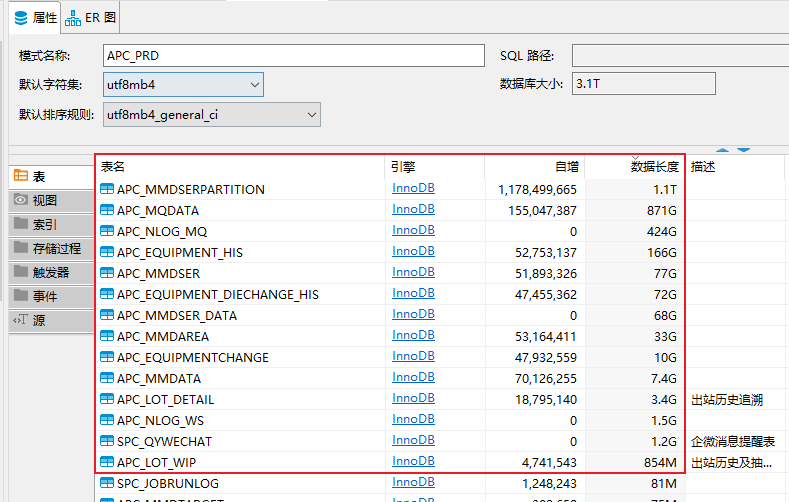 属性 ER 图
模式名称: APC_PRD SQL 路径:
默认字符集: utf8mb4 数据库大小: 3.1T
默认排序规则: utf8mb4_general_ci
表
视图
索引
存储过程
触发器
事件
源
表名 引擎 自增 数据长度 描述
APC_MMDSERPARTITION InnoDB 1,178,499,665 1.1T
APC_MQDATA InnoDB 155,047,387 871G
APC_NLOG_MQ InnoDB 0 424G
APC_EQUIPMENT_HIS InnoDB 52,753,137 166G
APC_MMDSER InnoDB 51,893,326 77G
APC_EQUIPMENT_DIECHANGE_HIS InnoDB 47,455,362 72G
APC_MMDSER_DATA InnoDB 0 68G
APC_MMDAREA InnoDB 53,164,411 33G
APC_EQUIPMENTCHANGE InnoDB 47,932,559 10G
APC_MMDATA InnoDB 70,126,255 7.4G
APC_LOT_DETAIL InnoDB 18,795,140 3.4G 出站历史追溯
APC_NLOG_WS InnoDB 0 1.5G
SPC_QYWECHAT InnoDB 0 1.2G 企微消息提醒表
APC_LOT_WIP InnoDB 4,741,543 854M 出站历史及抽...
SPC_JOBRUNLOG InnoDB 1,248,243 81M